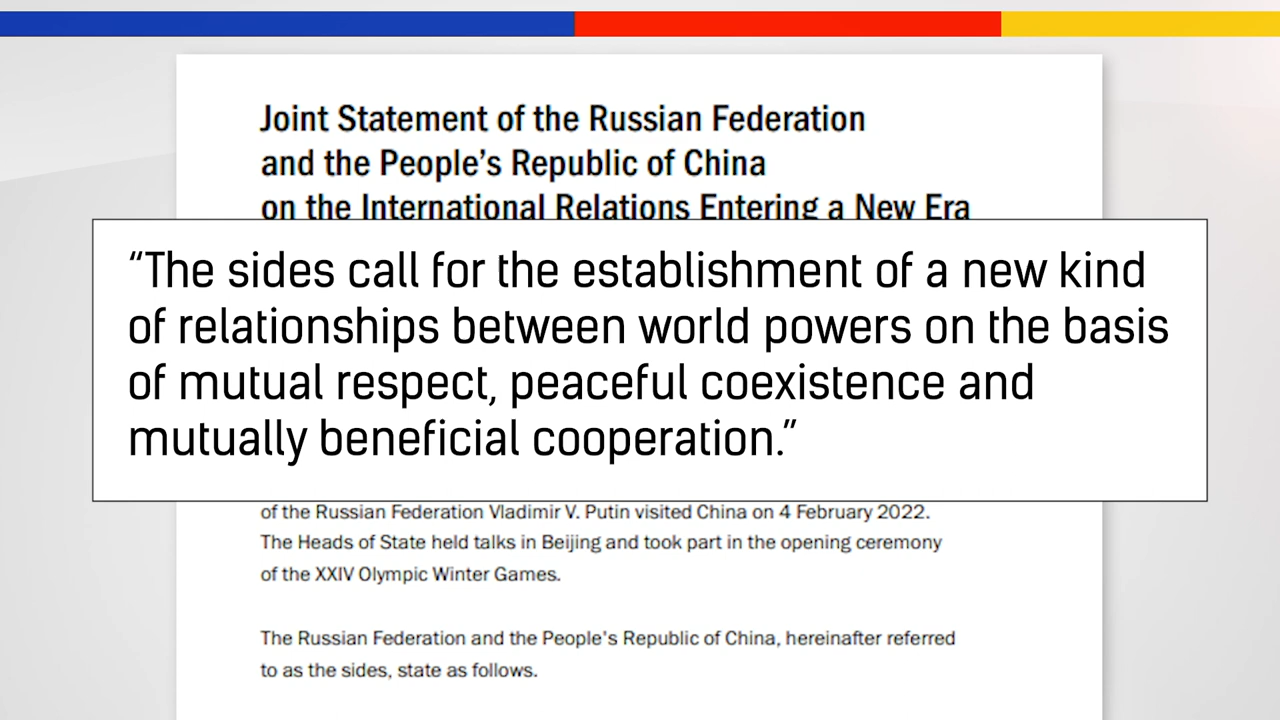 Joint Statement of the Russian Federation
and the People's Republic of China
on the International Relations Entering a New Era
“The sides call for the establishment of a new kind
of relationships between world powers on the basis
of mutual respect, peaceful coexistence and
mutually beneficial cooperation.”
of the Russian Federation Vladimir V. Putin visited China on 4 February 2022.
The Heads of State held talks in Beijing and took part in the opening ceremony
of the XXIV Olympic Winter Games.
The Russian Federation and the People's Republic of China, hereinafter referred
to as the sides, state as follows.